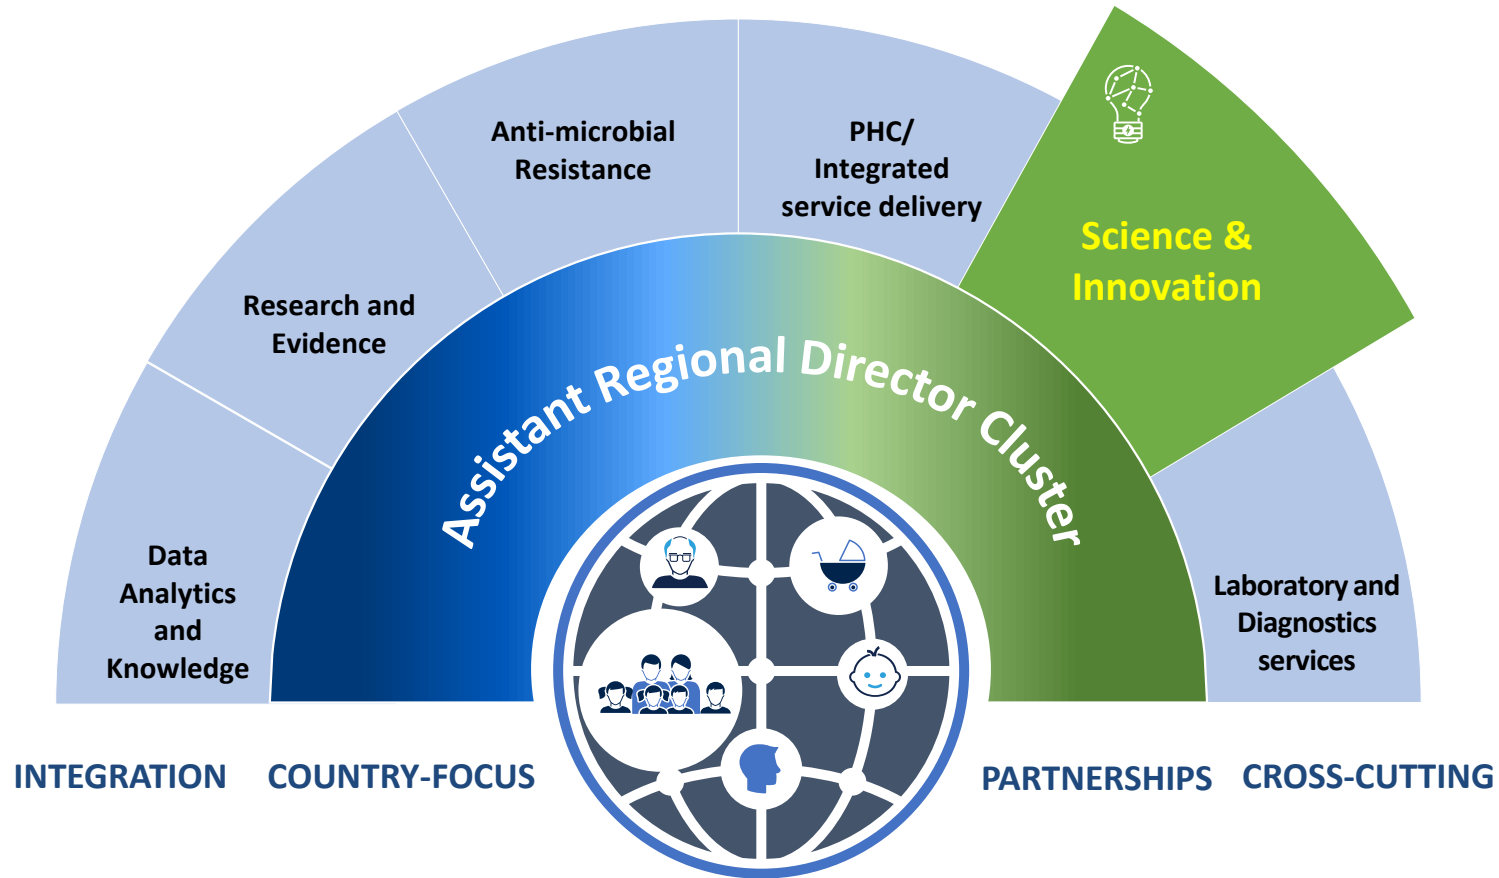 Anti-microbial
Resistance
PHC/
Integrated
service delivery
Science &
Innovation
Research and
Evidence
Assistant Regional Director Cluster
Data
Analytics
and
Knowledge
Laboratory and
Diagnostics
services
INTEGRATION
COUNTRY-FOCUS
PARTNERSHIPS
CROSS-CUTTING